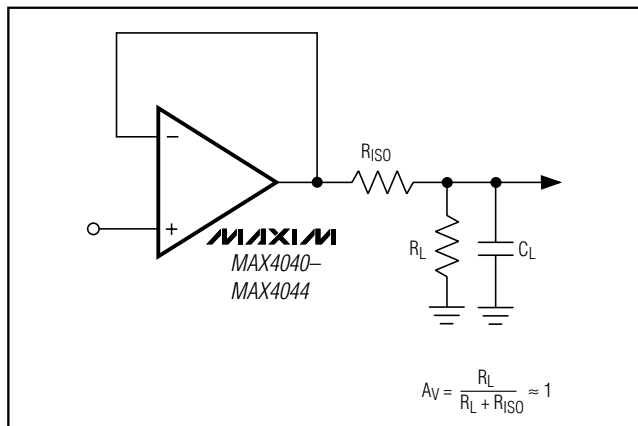 −
RISO
+
MAXIM
MAX4040–
MAX4044
RL
CL
AV = RL / RL + RISO ≈ 1